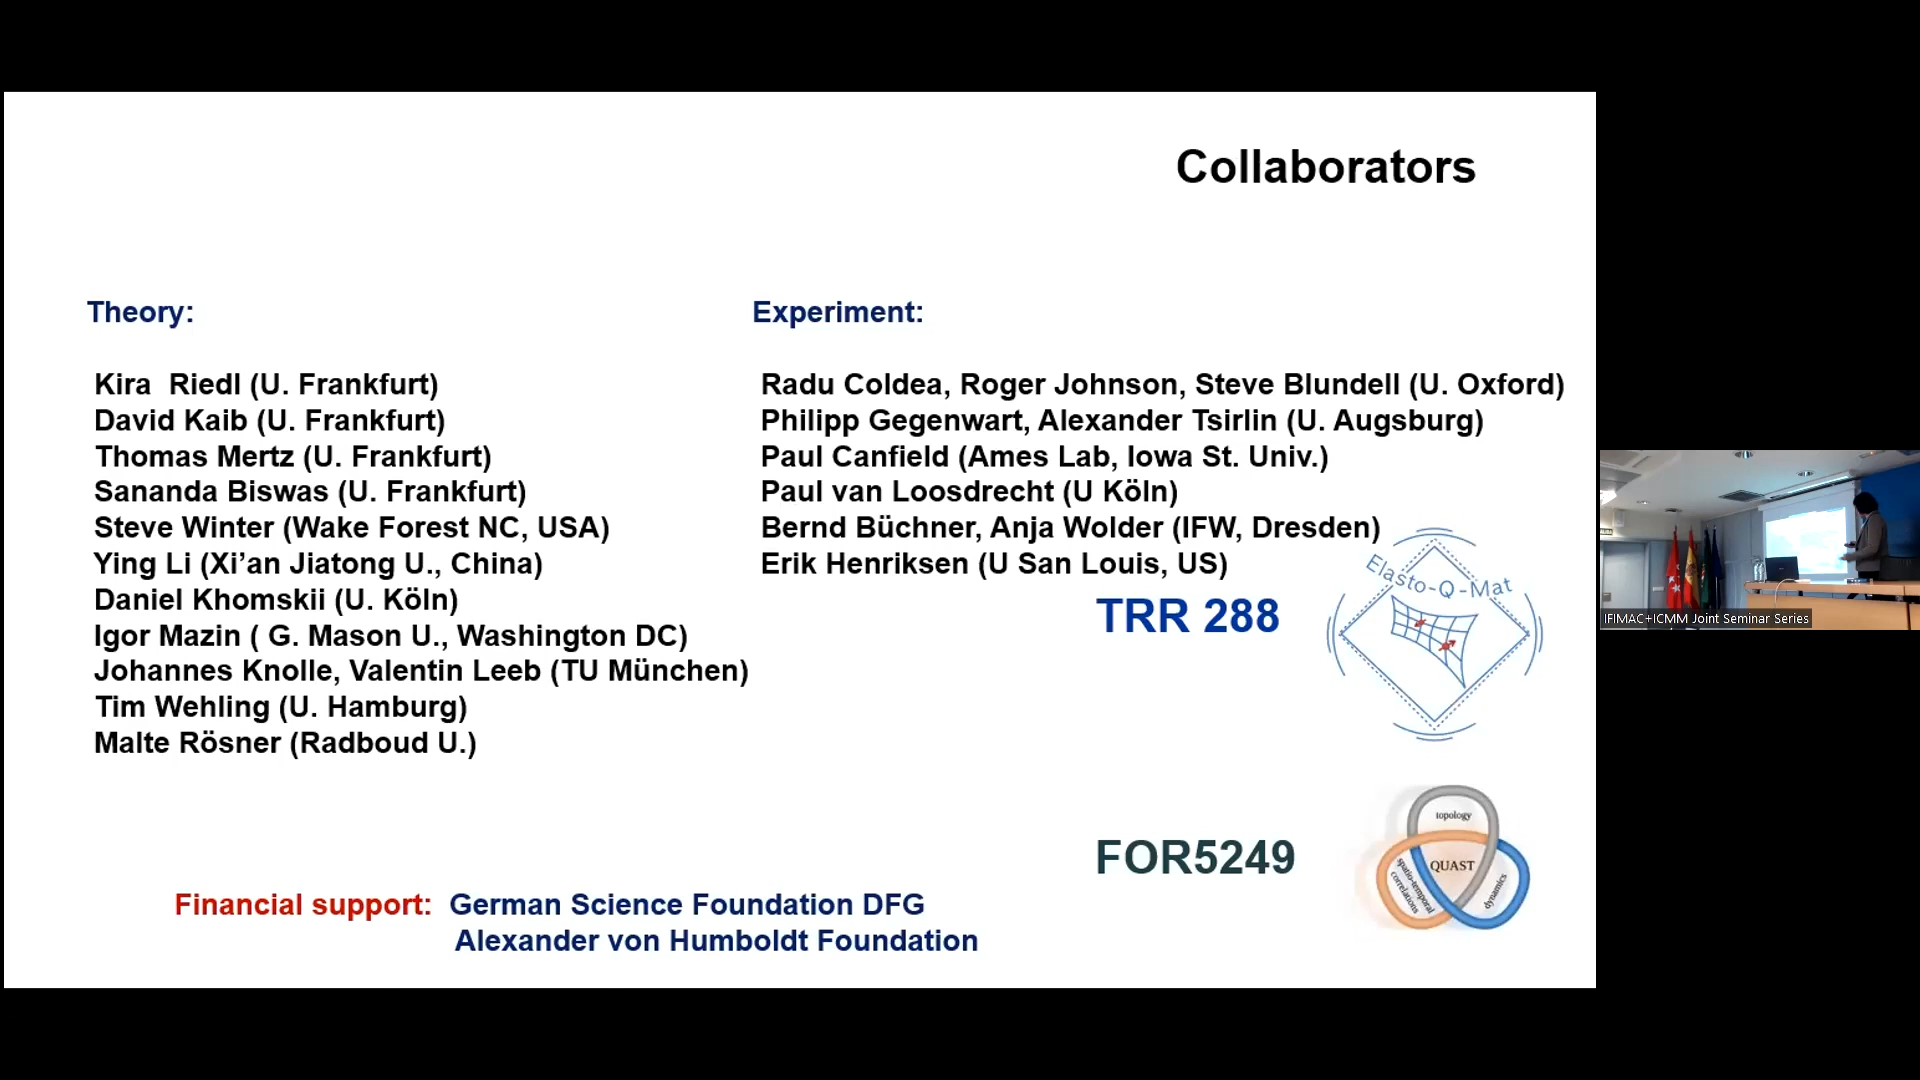 Collaborators
Theory:
Kira Riedl (U. Frankfurt)
David Kaib (U. Frankfurt)
Thomas Mertz (U. Frankfurt)
Sananda Biswas (U. Frankfurt)
Steve Winter (Wake Forest NC, USA)
Ying Li (Xi’an Jiatong U., China)
Daniel Khomskii (U. Köln)
Igor Mazin ( G. Mason U., Washington DC)
Johannes Knolle, Valentin Leeb (TU München)
Tim Wehling (U. Hamburg)
Malte Rösner (Radboud U.)
Experiment:
Radu Coldea, Roger Johnson, Steve Blundell (U. Oxford)
Philipp Gegenwart, Alexander Tsirlin (U. Augsburg)
Paul Canfield (Ames Lab, Iowa St. Univ.)
Paul van Loosdrecht (U Köln)
Bernd Büchner, Anja Wolder (IFW, Dresden)
Erik Henriksen (U San Louis, US)
TRR 288
Elasto-Q-Mat
FOR5249
topology
QUAST
spatio-temporal
correlations
dynamics
Financial support: German Science Foundation DFG
Alexander von Humboldt Foundation
IFIMAC+ICMM Joint Seminar Series